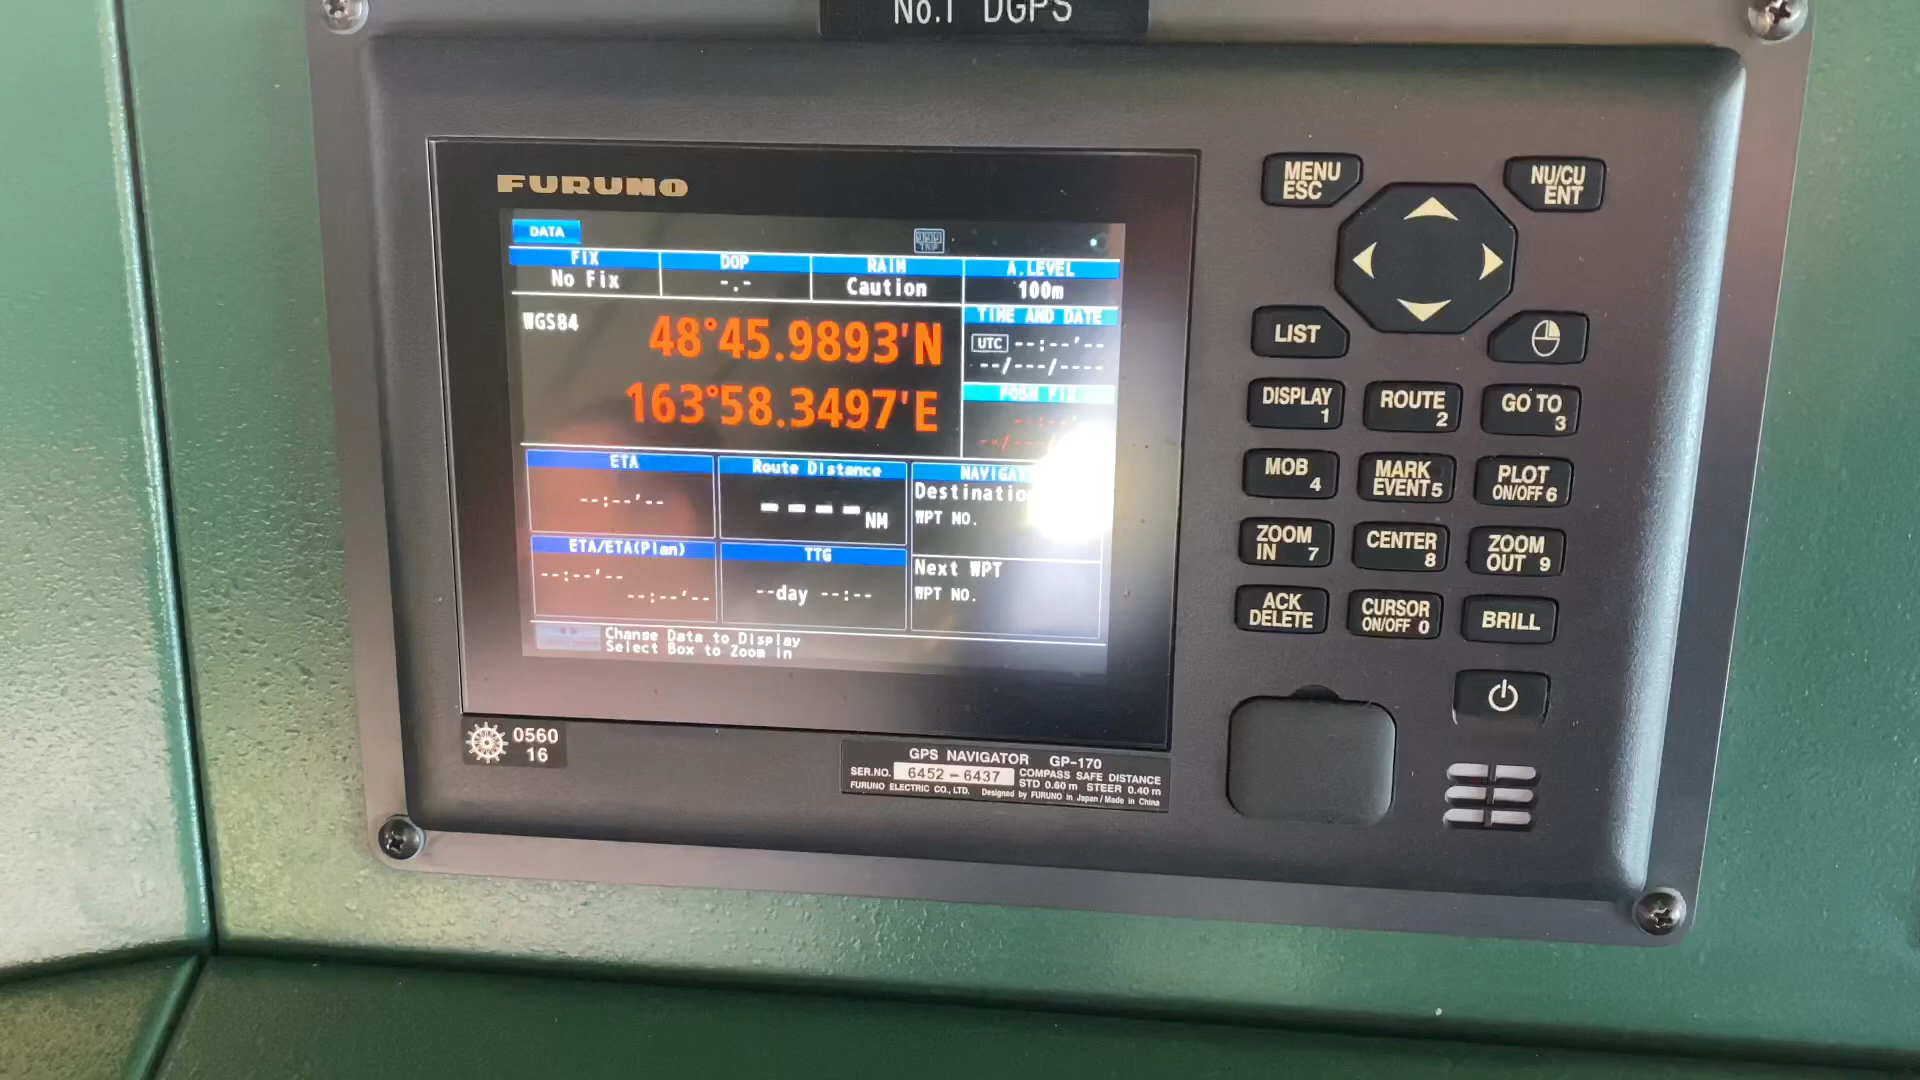 No.1 DGPS
FURUNO
DATA
TRIP
FIX
DOP
RAIM
A.LEVEL
No Fix
-.-
Caution
100m
WGS84
48°45.9893'N
163°58.3497'E
TIME AND DATE
UTC --:--'--
--/---/----
POSN FIX
ETA
--:--'--
Route Distance
---- NM
Destination
WPT NO.
ETA/ETA(Plan)
--:--'--
--:--'--
TTG
--day --:--
Next WPT
WPT NO.
Change Data to Display
Select Box to Zoom in
0560
16
GPS NAVIGATOR GP-170
SER.NO. 6452-6437
COMPASS SAFE DISTANCE
STD 0.60 m STEER 0.40 m
FURUNO ELECTRIC CO., LTD. Designed by FURUNO in Japan / Made in China
MENU
ESC
NU/CU
ENT
LIST
DISPLAY
1
ROUTE
2
GO TO
3
MOB
4
MARK
EVENT 5
PLOT
ON/OFF 6
ZOOM
IN 7
CENTER
8
ZOOM
OUT 9
ACK
DELETE
CURSOR
ON/OFF 0
BRILL